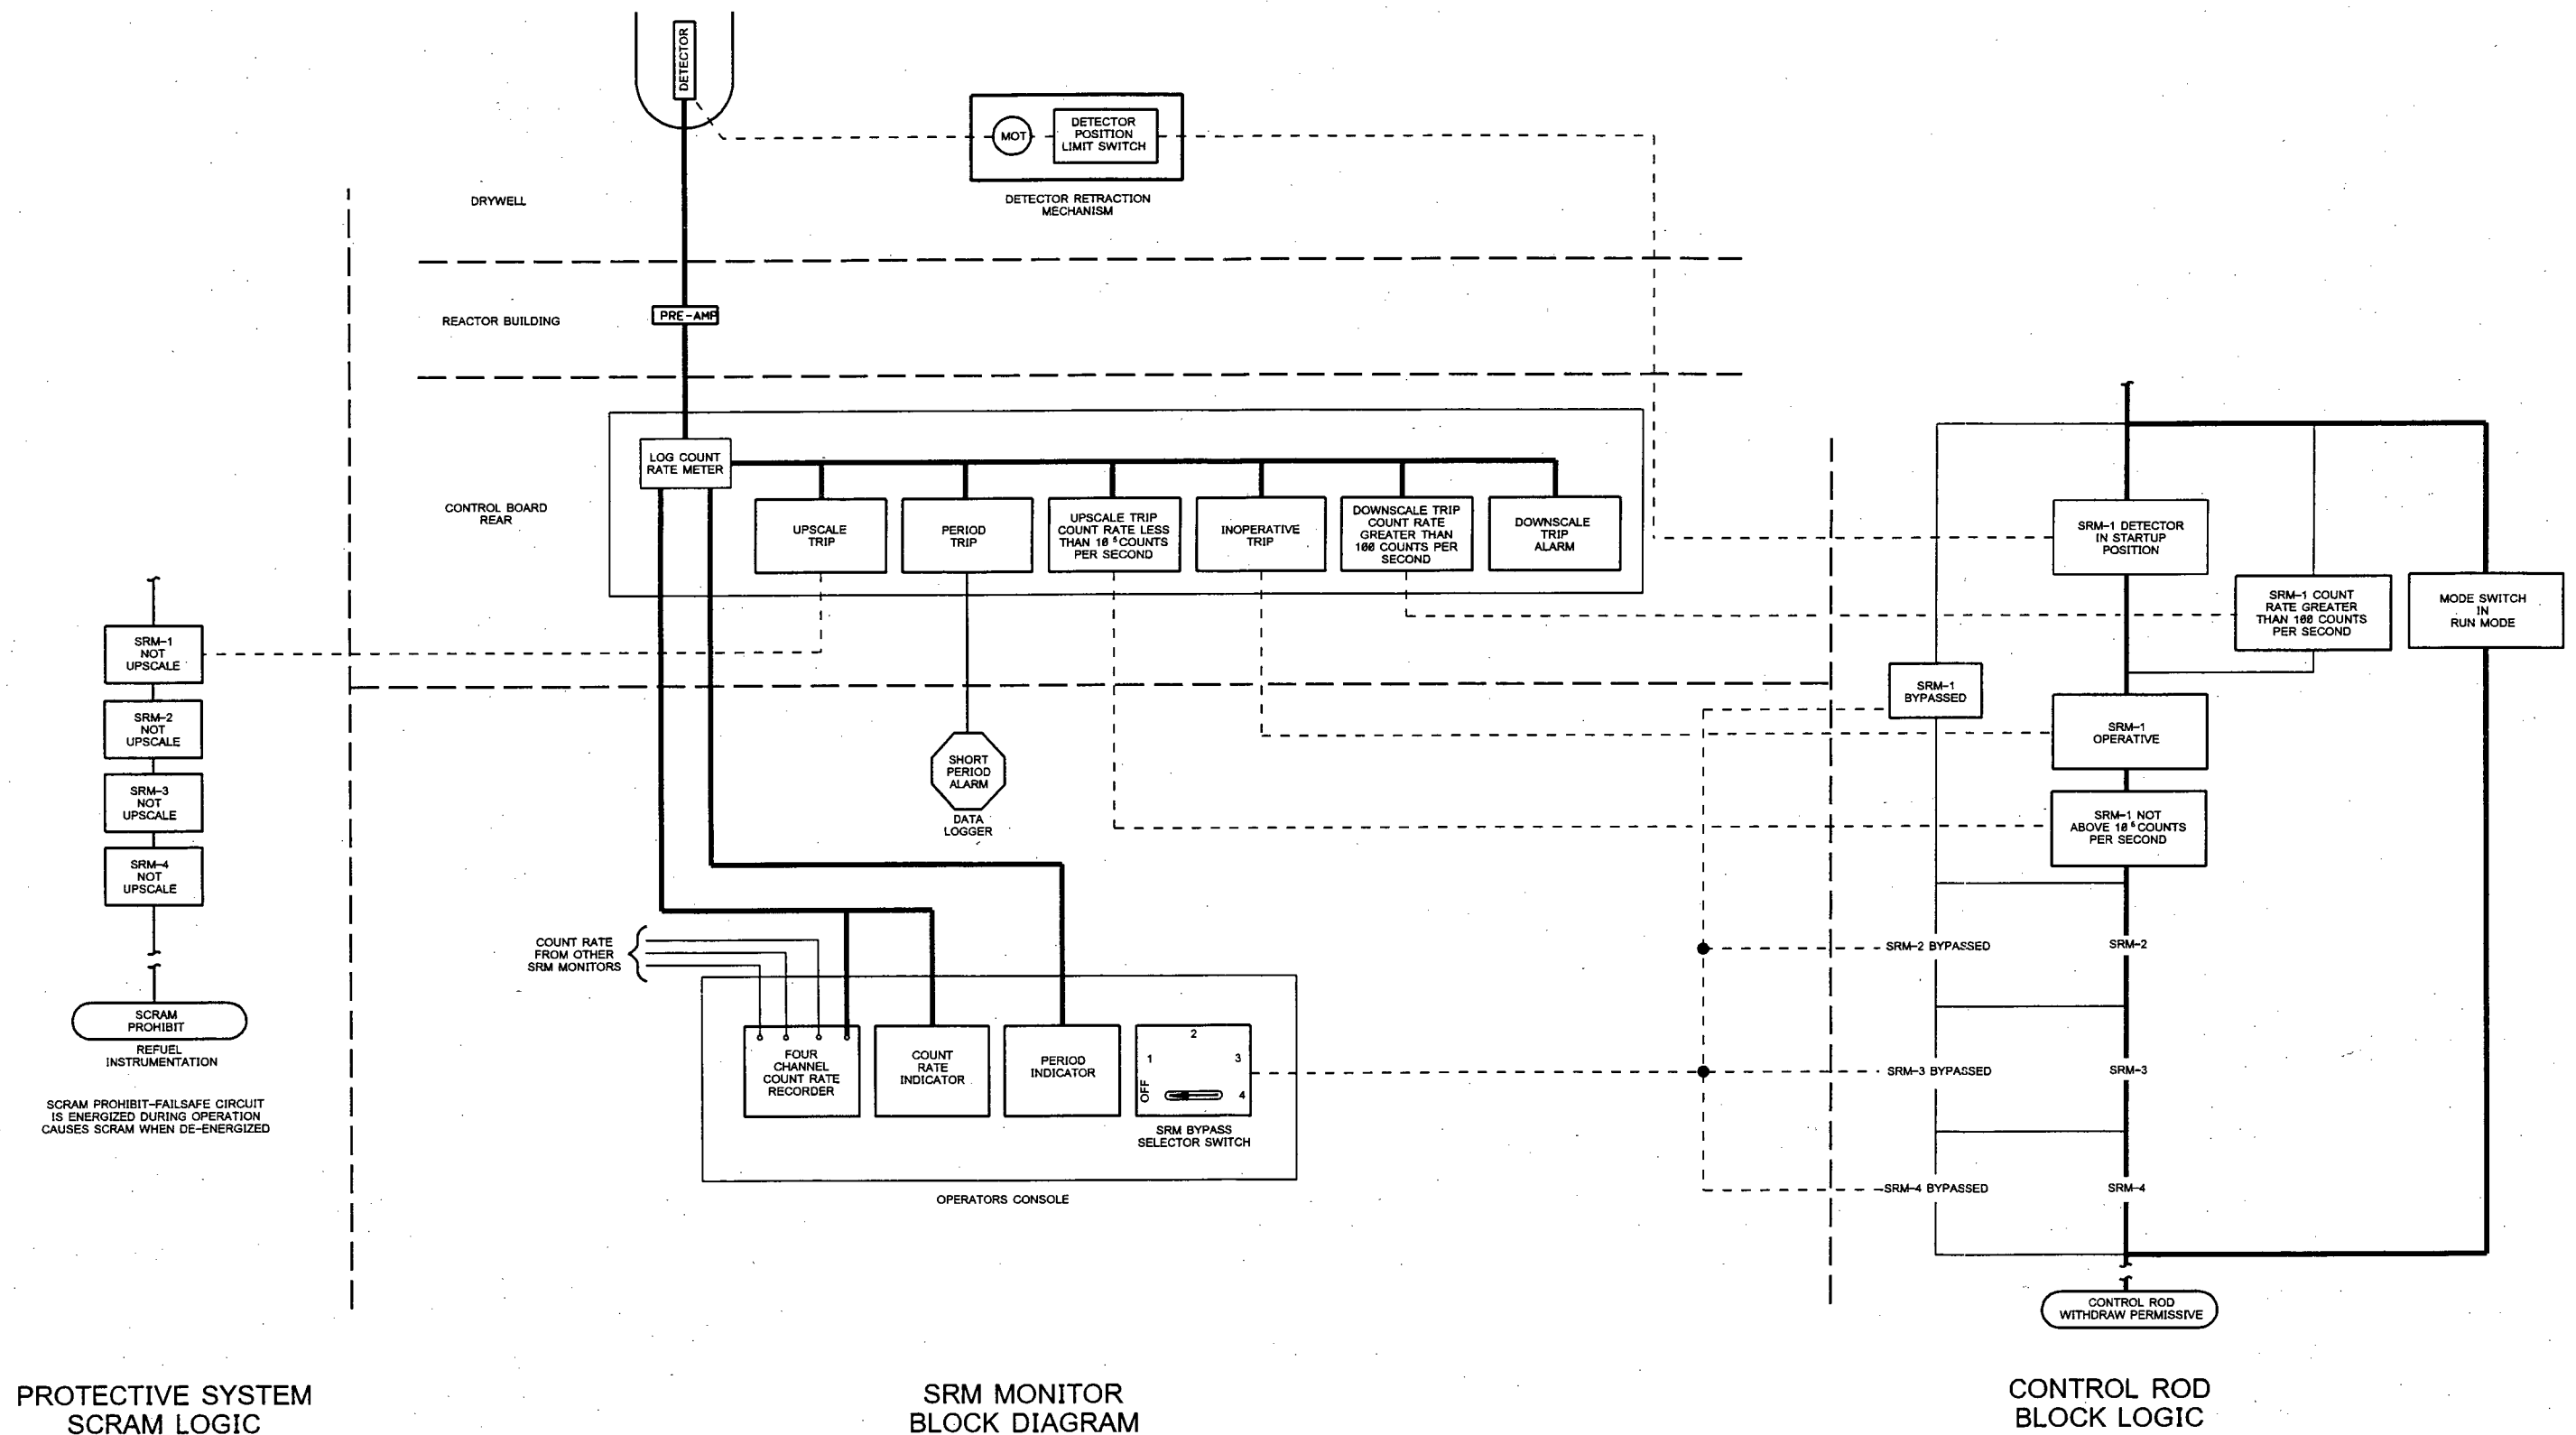 DETECTOR
MOT
DETECTOR
POSITION
LIMIT SWITCH
DETECTOR RETRACTION
MECHANISM
DRYWELL
REACTOR BUILDING
PRE-AMP
CONTROL BOARD
REAR
LOG COUNT
RATE METER
UPSCALE
TRIP
PERIOD
TRIP
UPSCALE TRIP
COUNT RATE LESS
THAN 10⁵ COUNTS
PER SECOND
INOPERATIVE
TRIP
DOWNSCALE TRIP
COUNT RATE
GREATER THAN
100 COUNTS PER
SECOND
DOWNSCALE
TRIP
ALARM
SHORT
PERIOD
ALARM
DATA
LOGGER
COUNT RATE
FROM OTHER
SRM MONITORS
FOUR
CHANNEL
COUNT RATE
RECORDER
COUNT
RATE
INDICATOR
PERIOD
INDICATOR
OFF
1
2
3
4
SRM BYPASS
SELECTOR SWITCH
OPERATORS CONSOLE
SRM-1
NOT
UPSCALE
SRM-2
NOT
UPSCALE
SRM-3
NOT
UPSCALE
SRM-4
NOT
UPSCALE
SCRAM
PROHIBIT
REFUEL
INSTRUMENTATION
SCRAM PROHIBIT-FAILSAFE CIRCUIT
IS ENERGIZED DURING OPERATION
CAUSES SCRAM WHEN DE-ENERGIZED
SRM-1 DETECTOR
IN STARTUP
POSITION
SRM-1 COUNT
RATE GREATER
THAN 100 COUNTS
PER SECOND
MODE SWITCH
IN
RUN MODE
SRM-1
BYPASSED
SRM-1
OPERATIVE
SRM-1 NOT
ABOVE 10⁵ COUNTS
PER SECOND
SRM-2 BYPASSED
SRM-2
SRM-3 BYPASSED
SRM-3
SRM-4 BYPASSED
SRM-4
CONTROL ROD
WITHDRAW PERMISSIVE
PROTECTIVE SYSTEM
SCRAM LOGIC
SRM MONITOR
BLOCK DIAGRAM
CONTROL ROD
BLOCK LOGIC